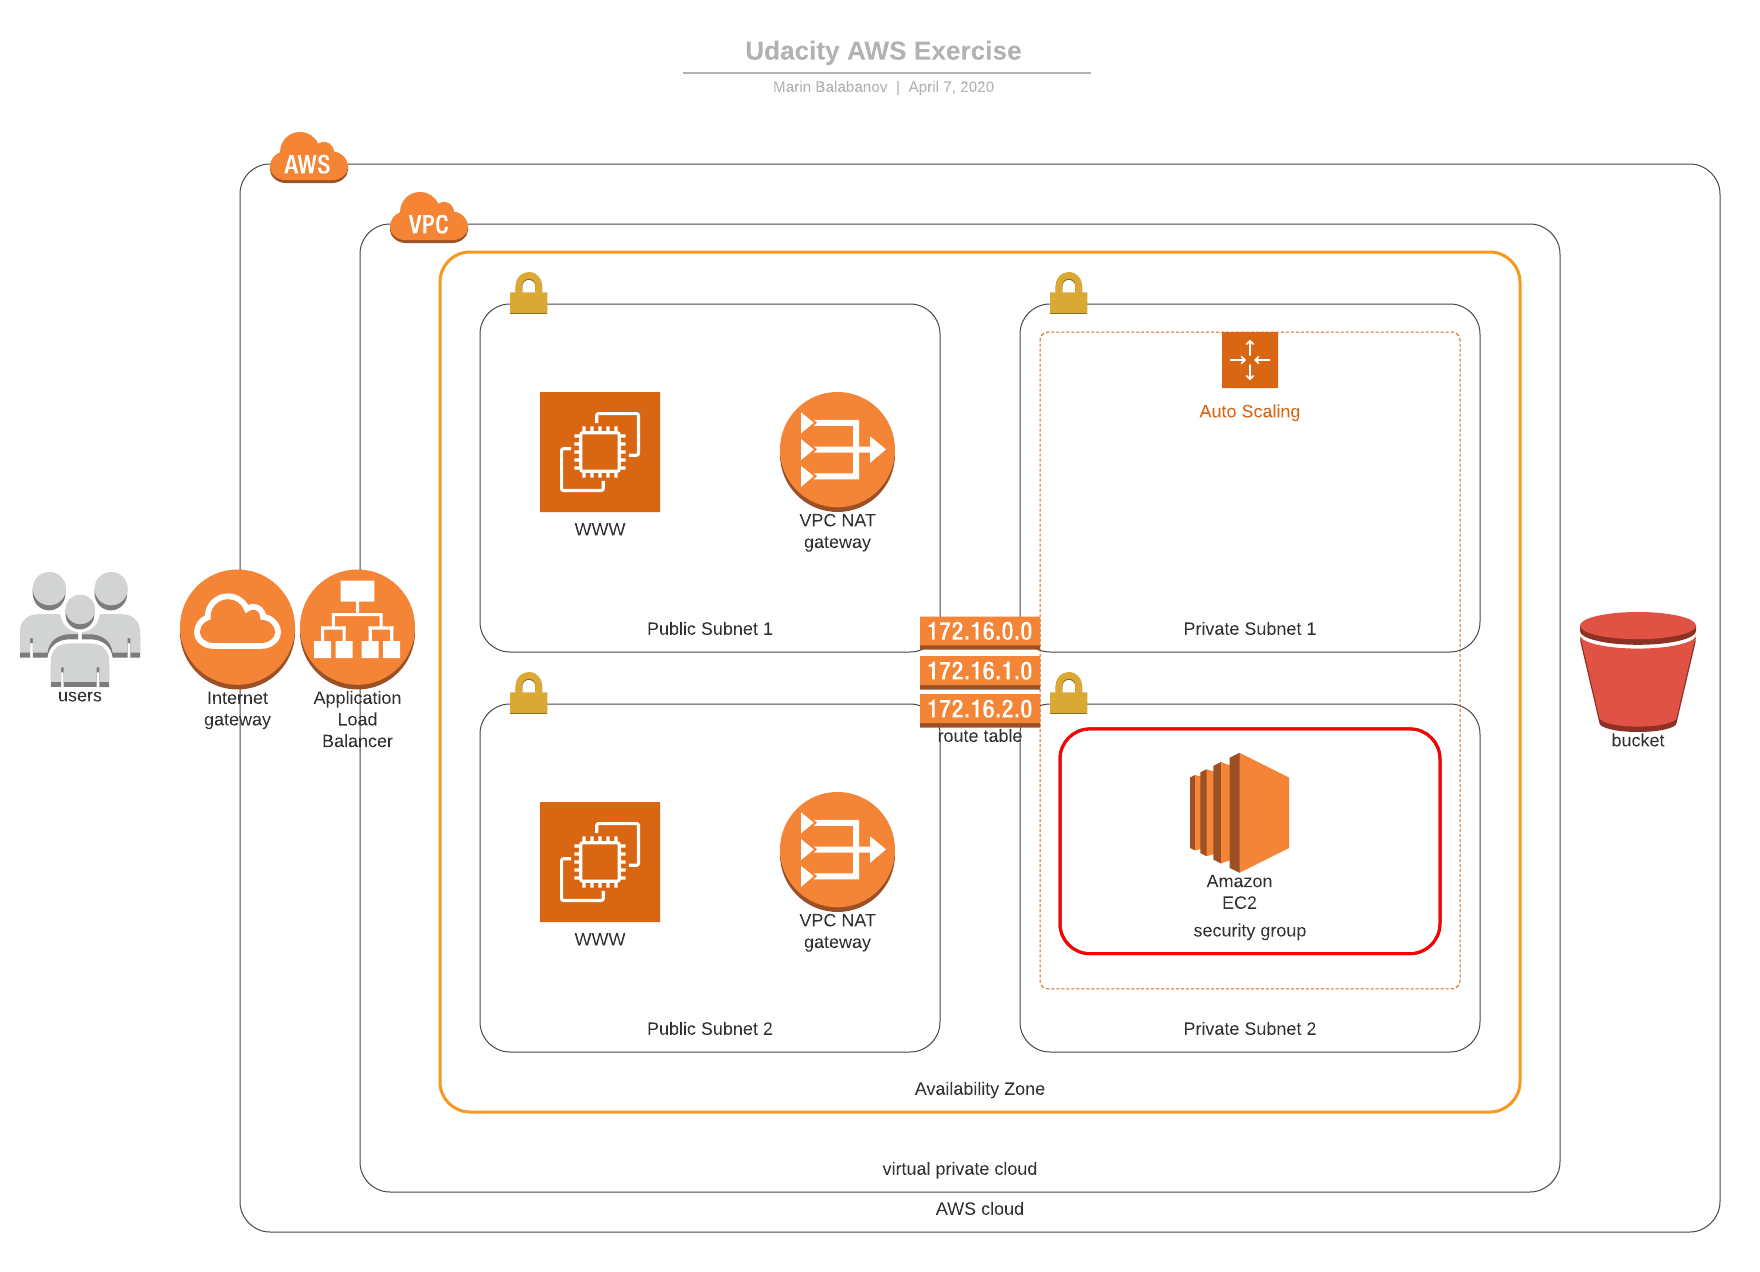 Udacity AWS Exercise
Marin Balabanov | April 7, 2020
AWS
VPC
Auto Scaling
WWW
VPC NAT
gateway
Public Subnet 1
Private Subnet 1
172.16.0.0
172.16.1.0
172.16.2.0
route table
users
Internet
gateway
Application
Load
Balancer
bucket
WWW
VPC NAT
gateway
Amazon
EC2
security group
Public Subnet 2
Private Subnet 2
Availability Zone
virtual private cloud
AWS cloud